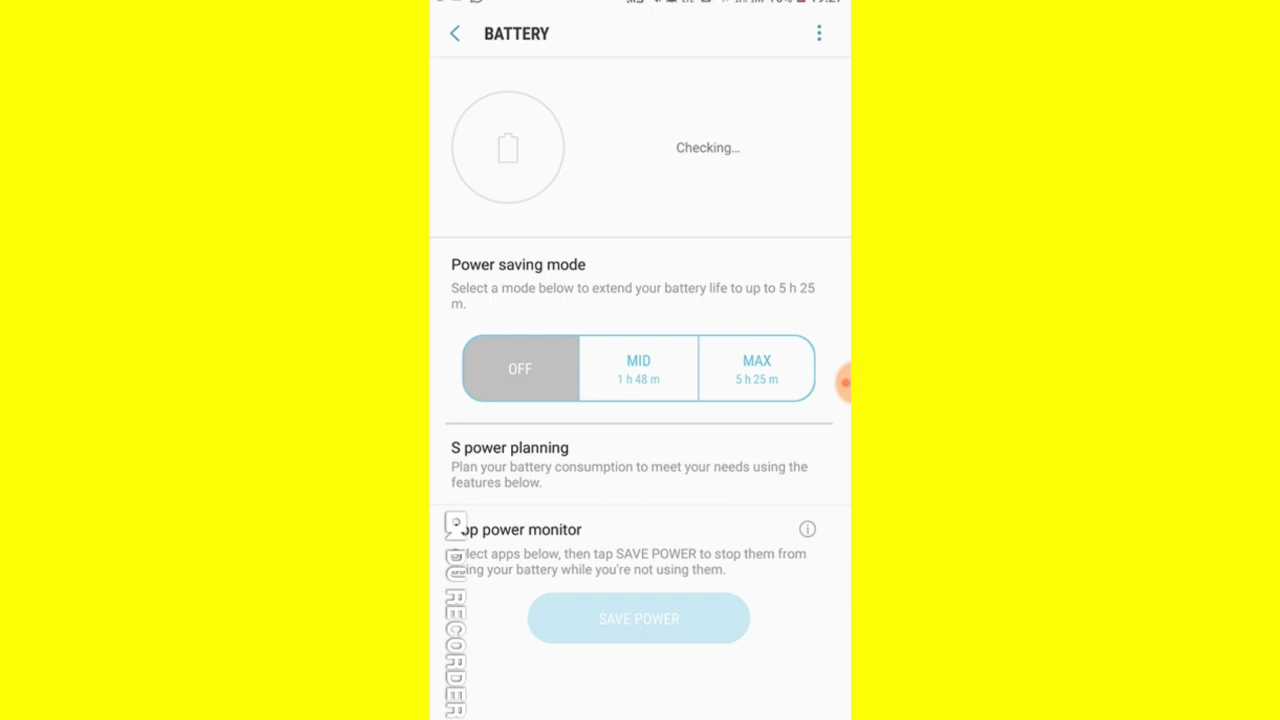 BATTERY
Checking...
Power saving mode
Select a mode below to extend your battery life to up to 5 h 25
m.
OFF
MID
1 h 48 m
MAX
5 h 25 m
S power planning
Plan your battery consumption to meet your needs using the
features below.
power monitor
apps below, then tap SAVE POWER to stop them from
your battery while you're not using them.
SAVE POWER
DU RECORDER